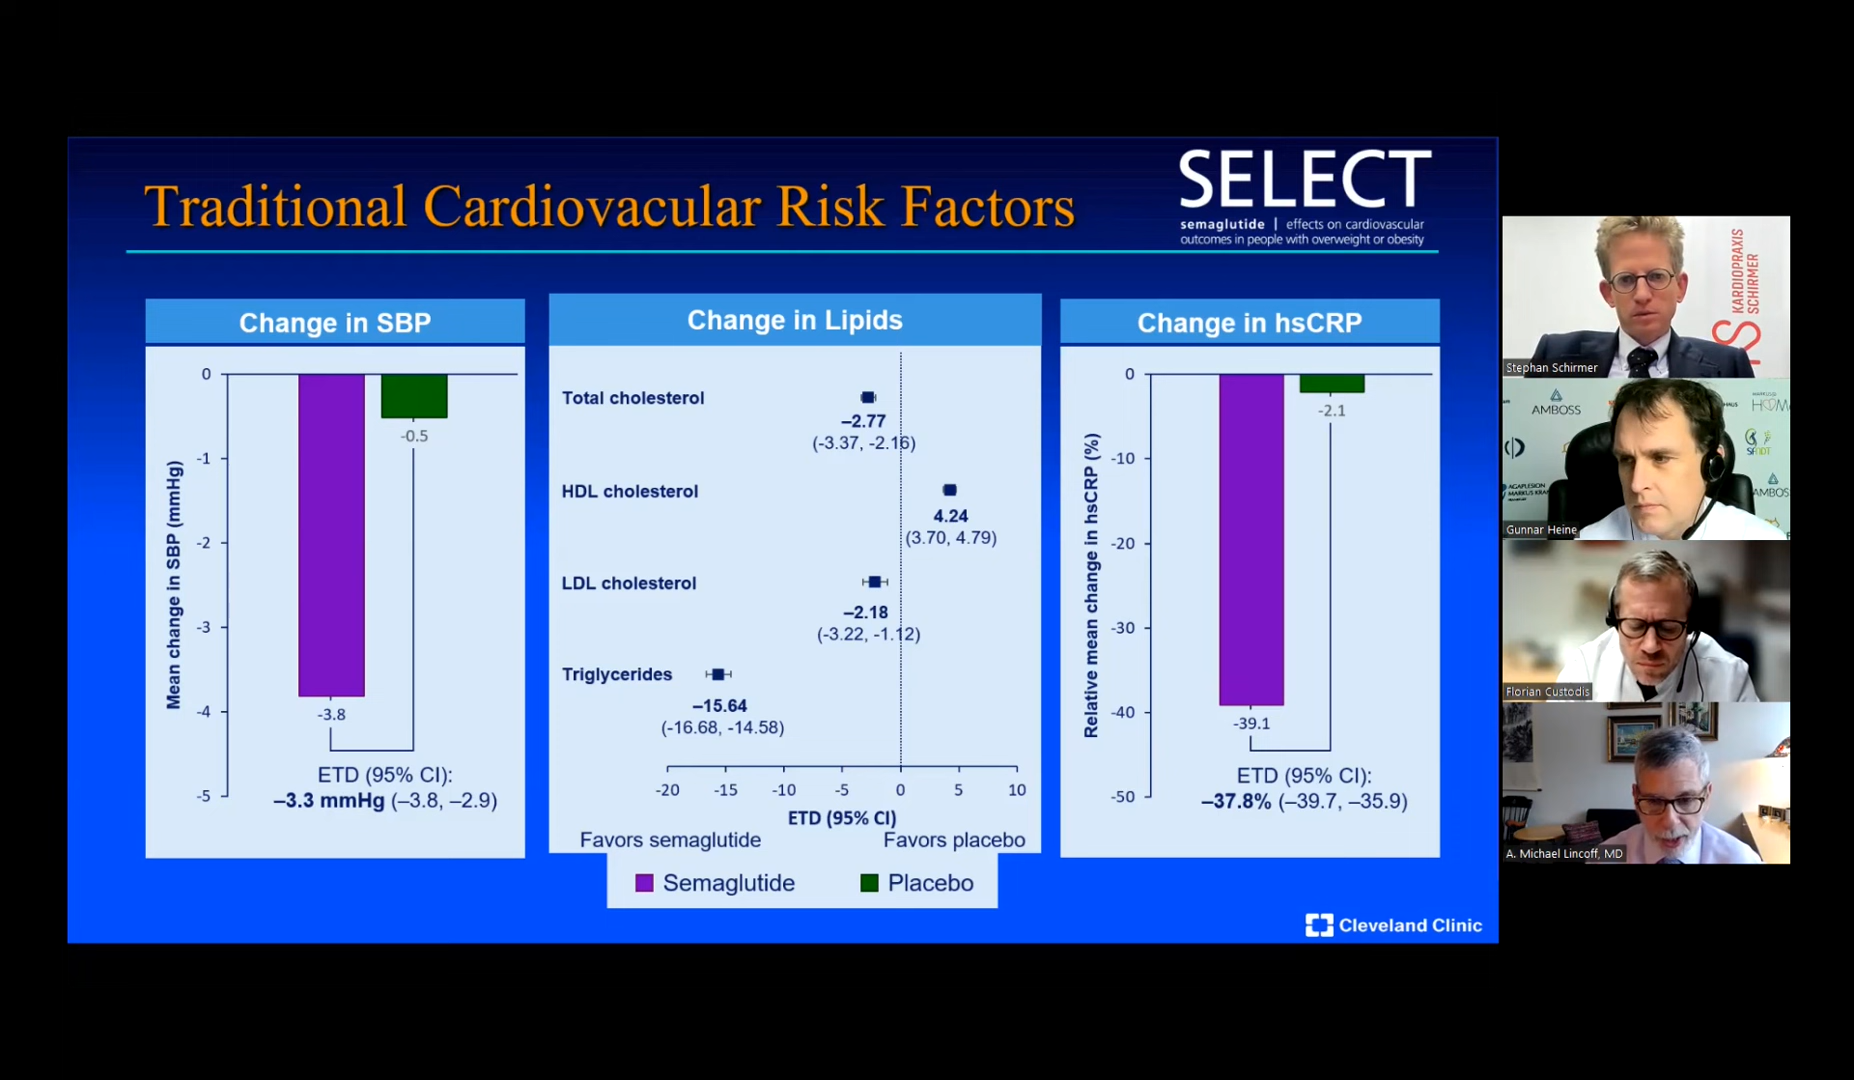 Traditional Cardiovacular Risk Factors
SELECT
semaglutide | effects on cardiovascular
outcomes in people with overweight or obesity
Change in SBP
Mean change in SBP (mmHg)
0
-1
-2
-3
-4
-5
-0.5
-3.8
ETD (95% CI):
–3.3 mmHg (–3.8, –2.9)
Change in Lipids
Total cholesterol
–2.77
(-3.37, -2.16)
HDL cholesterol
4.24
(3.70, 4.79)
LDL cholesterol
–2.18
(-3.22, -1.12)
Triglycerides
–15.64
(-16.68, -14.58)
-20 -15 -10 -5 0 5 10
ETD (95% CI)
Favors semaglutide Favors placebo
Semaglutide Placebo
Change in hsCRP
Relative mean change in hsCRP (%)
0
-10
-20
-30
-40
-50
-2.1
-39.1
ETD (95% CI):
–37.8% (–39.7, –35.9)
Cleveland Clinic
KARDIOPRAXIS
SCHIRMER
Stephan Schirmer
AMBOSS
AGAPLESION
Gunnar Heine
Florian Custodis
A. Michael Lincoff, MD